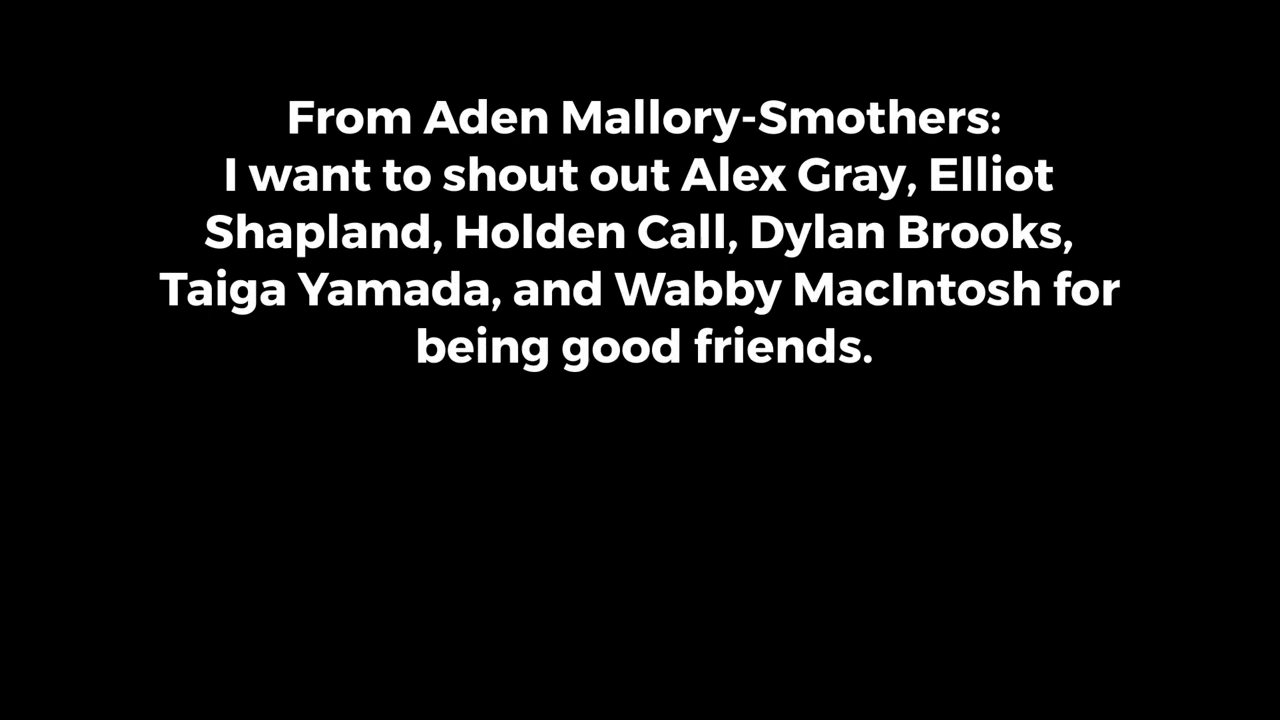 From Aden Mallory-Smothers:
I want to shout out Alex Gray, Elliot
Shapland, Holden Call, Dylan Brooks,
Taiga Yamada, and Wabby MacIntosh for
being good friends.